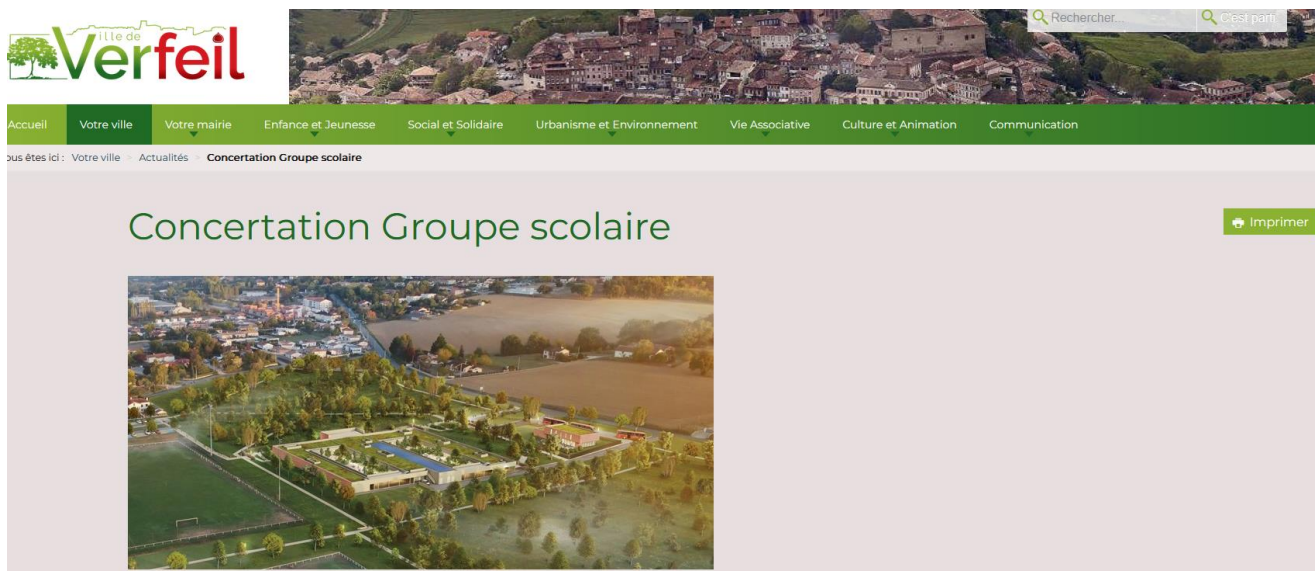 ille de
Verfeil
Rechercher...
C'est parti
Accueil
Votre ville
Votre mairie
Enfance et Jeunesse
Social et Solidaire
Urbanisme et Environnement
Vie Associative
Culture et Animation
Communication
ous êtes ici : Votre ville > Actualités > Concertation Groupe scolaire
Concertation Groupe scolaire
Imprimer